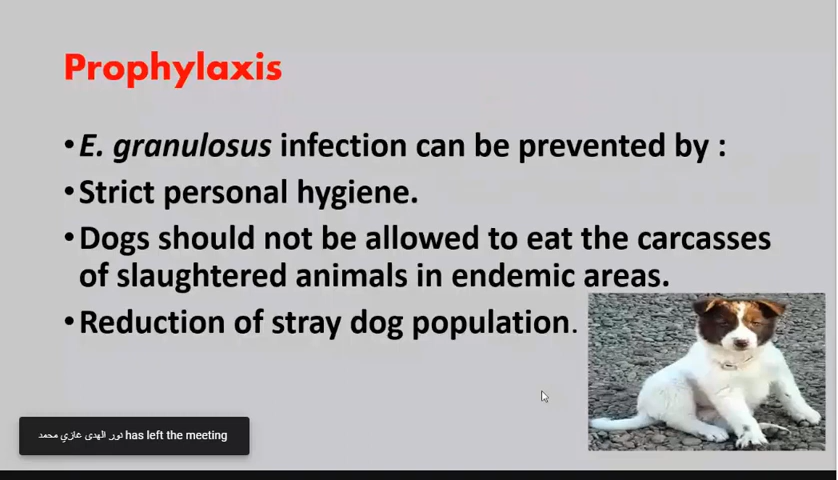 Prophylaxis
•E. granulosus infection can be prevented by :
•Strict personal hygiene.
•Dogs should not be allowed to eat the carcasses
of slaughtered animals in endemic areas.
•Reduction of stray dog population.
نور الهدى غازي محمد has left the meeting